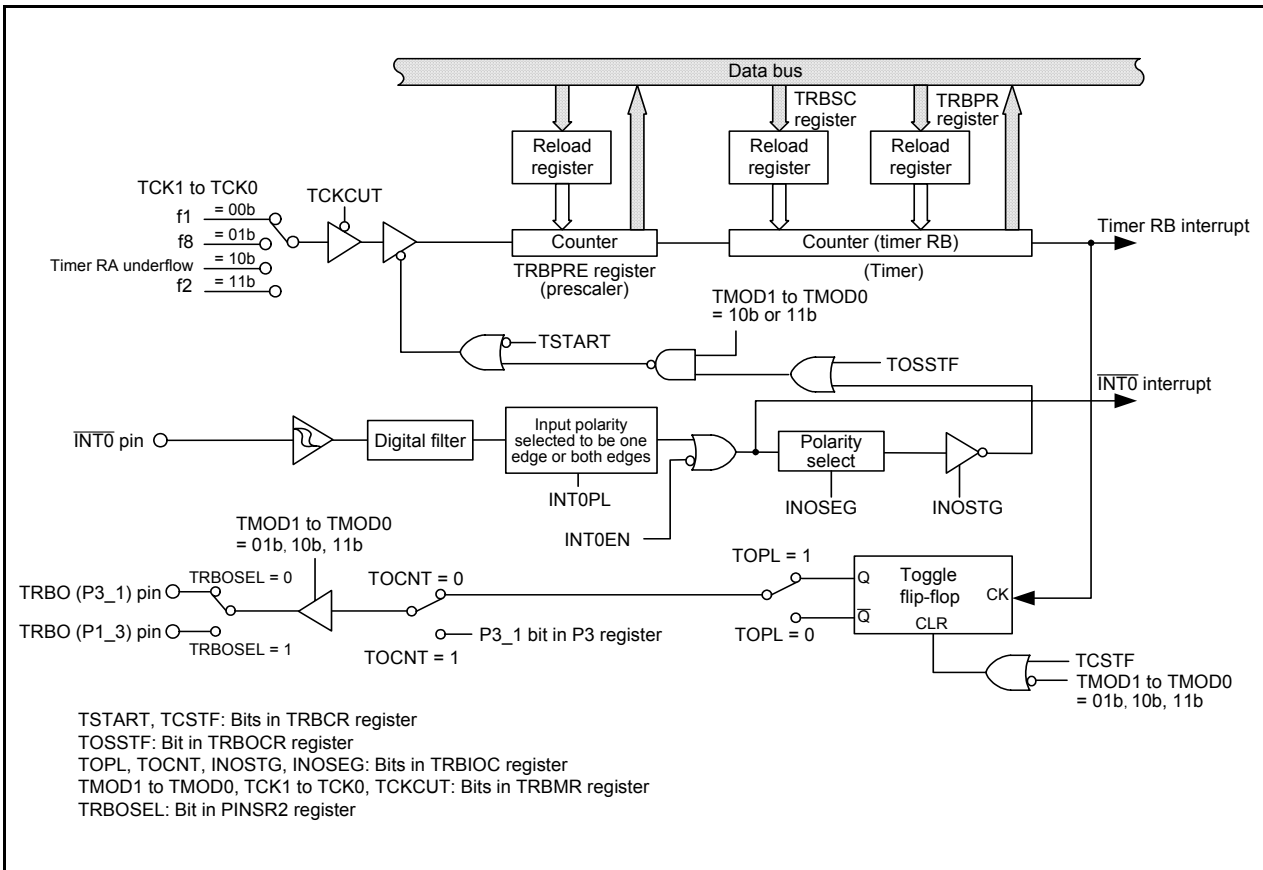 Data bus
TRBSC
register
TRBPR
register
Reload
register
Reload
register
Reload
register
TCK1 to TCK0
TCKCUT
f1
= 00b
f8
= 01b
Timer RA underflow
= 10b
f2
= 11b
Counter
Counter (timer RB)
Timer RB interrupt
TRBPRE register
(prescaler)
(Timer)
TMOD1 to TMOD0
= 10b or 11b
TSTART
TOSSTF
INT0 interrupt
INT0 pin
Digital filter
Input polarity
selected to be one
edge or both edges
Polarity
select
INT0PL
INOSEG
INOSTG
INT0EN
TMOD1 to TMOD0
= 01b, 10b, 11b
TOPL = 1
TRBO (P3_1) pin
TRBOSEL = 0
TOCNT = 0
Q
Toggle
flip-flop
CK
TRBO (P1_3) pin
TRBOSEL = 1
P3_1 bit in P3 register
TOCNT = 1
TOPL = 0
Q
CLR
TCSTF
TMOD1 to TMOD0
= 01b, 10b, 11b
TSTART, TCSTF: Bits in TRBCR register
TOSSTF: Bit in TRBOCR register
TOPL, TOCNT, INOSTG, INOSEG: Bits in TRBIOC register
TMOD1 to TMOD0, TCK1 to TCK0, TCKCUT: Bits in TRBMR register
TRBOSEL: Bit in PINSR2 register